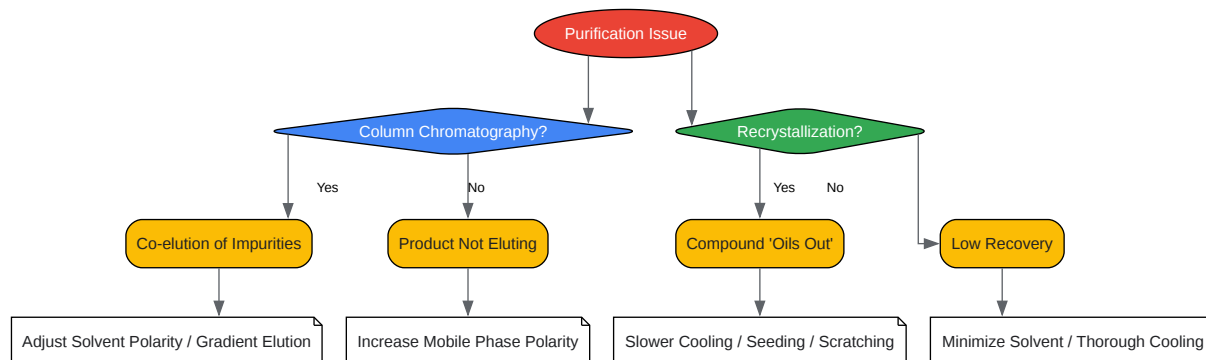 Purification Issue
Column Chromatography?
Recrystallization?
Yes
No
Yes
No
Co-elution of Impurities
Product Not Eluting
Compound 'Oils Out'
Low Recovery
Adjust Solvent Polarity / Gradient Elution
Increase Mobile Phase Polarity
Slower Cooling / Seeding / Scratching
Minimize Solvent / Thorough Cooling